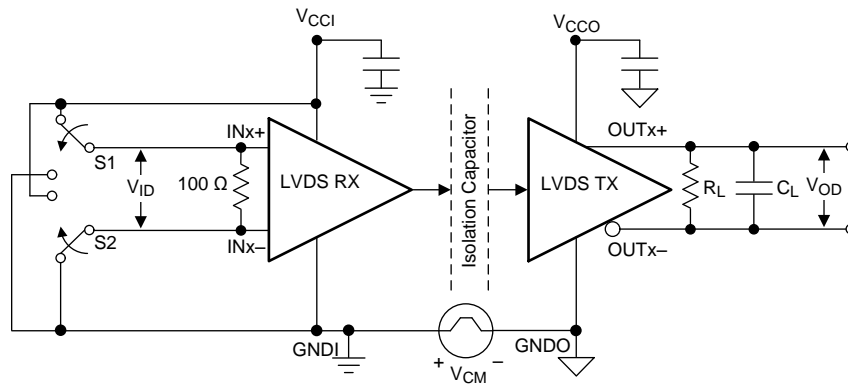 VCCI
VCCO
INx+
OUTx+
S1
VID
100 Ω
LVDS RX
Isolation Capacitor
LVDS TX
RL
CL
VOD
S2
INx–
OUTx–
GNDI
GNDO
+ VCM –